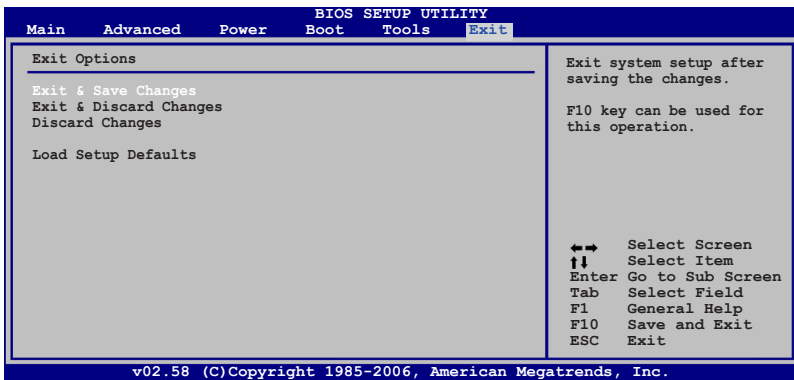 BIOS SETUP UTILITY
Main Advanced Power Boot Tools Exit
Exit Options
Exit & Save Changes
Exit & Discard Changes
Discard Changes
Load Setup Defaults
Exit system setup after
saving the changes.
F10 key can be used for
this operation.
←→ Select Screen
↑↓ Select Item
Enter Go to Sub Screen
Tab Select Field
F1 General Help
F10 Save and Exit
ESC Exit
v02.58 (C)Copyright 1985-2006, American Megatrends, Inc.